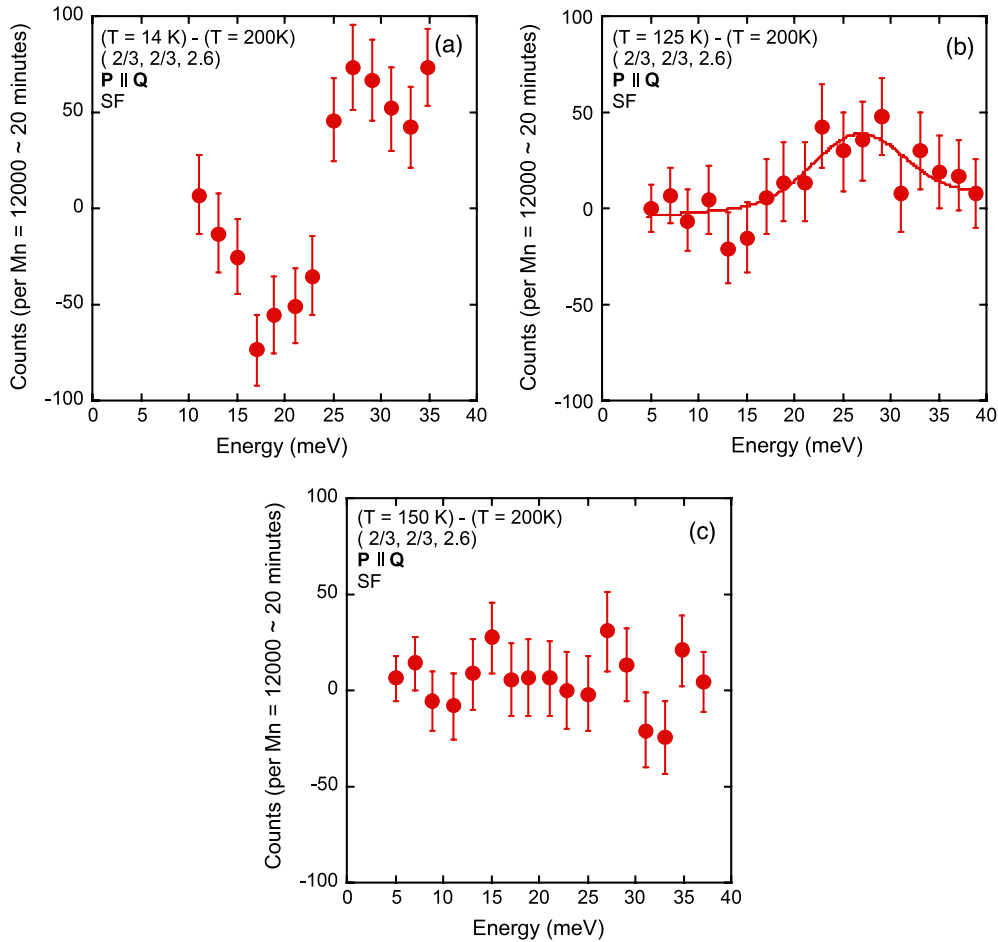 100
50
0
-50
-100
0 5 10 15 20 25 30 35 40
Energy (meV)
Counts (per Mn = 12000 ~ 20 minutes)
(T = 14 K) - (T = 200K)
( 2/3, 2/3, 2.6)
P ǁ Q
SF
(a)
100
50
0
-50
-100
0 5 10 15 20 25 30 35 40
Energy (meV)
Counts (per Mn = 12000 ~ 20 minutes)
(T = 125 K) - (T = 200K)
( 2/3, 2/3, 2.6)
P ǁ Q
SF
(b)
100
50
0
-50
-100
0 5 10 15 20 25 30 35 40
Energy (meV)
Counts (per Mn = 12000 ~ 20 minutes)
(T = 150 K) - (T = 200K)
( 2/3, 2/3, 2.6)
P ǁ Q
SF
(c)